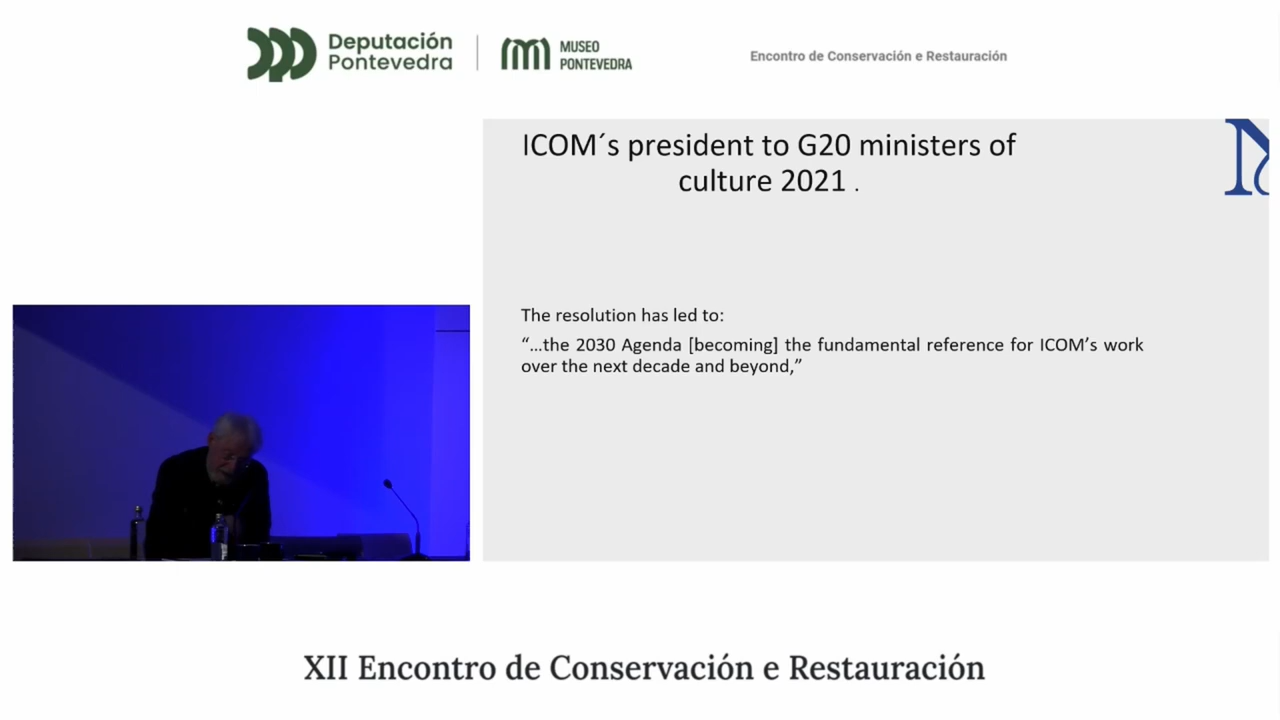 Deputación
Pontevedra
MUSEO
PONTEVEDRA
Encontro de Conservación e Restauración
ICOM´s president to G20 ministers of
culture 2021 .
The resolution has led to:
“…the 2030 Agenda [becoming] the fundamental reference for ICOM’s work
over the next decade and beyond,”
XII Encontro de Conservación e Restauración